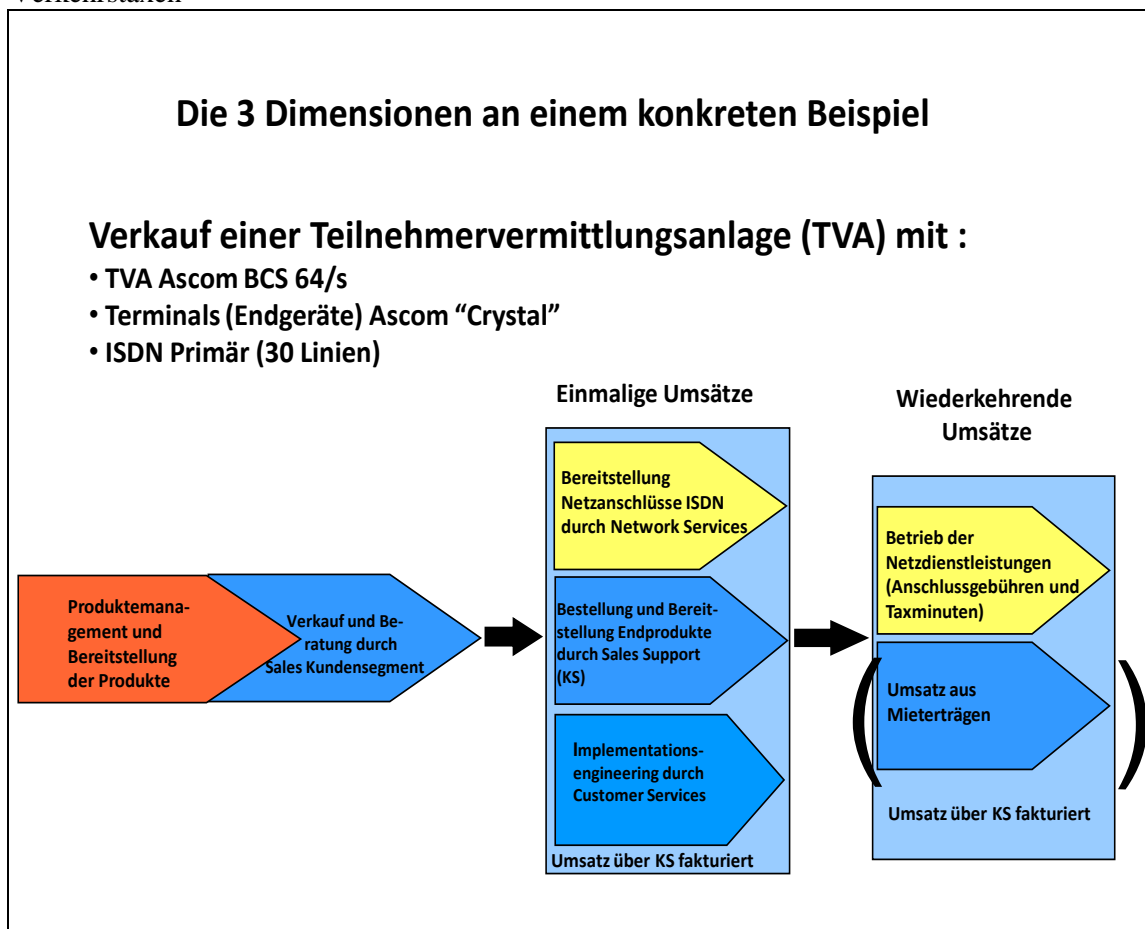 Verkehrstaxen
Die 3 Dimensionen an einem konkreten Beispiel
Verkauf einer Teilnehmervermittlungsanlage (TVA) mit :
• TVA Ascom BCS 64/s
• Terminals (Endgeräte) Ascom “Crystal”
• ISDN Primär (30 Linien)
Einmalige Umsätze
Wiederkehrende
Umsätze
Produktemana-
gement und
Bereitstellung
der Produkte
Verkauf und Be-
ratung durch
Sales Kundensegment
Bereitstellung
Netzanschlüsse ISDN
durch Network Services
Bestellung und Bereit-
stellung Endprodukte
durch Sales Support
(KS)
Implementations-
engineering durch
Customer Services
Umsatz über KS fakturiert
Betrieb der
Netzdienstleistungen
(Anschlussgebühren und
Taxminuten)
( Umsatz aus
Mieterträgen )
Umsatz über KS fakturiert